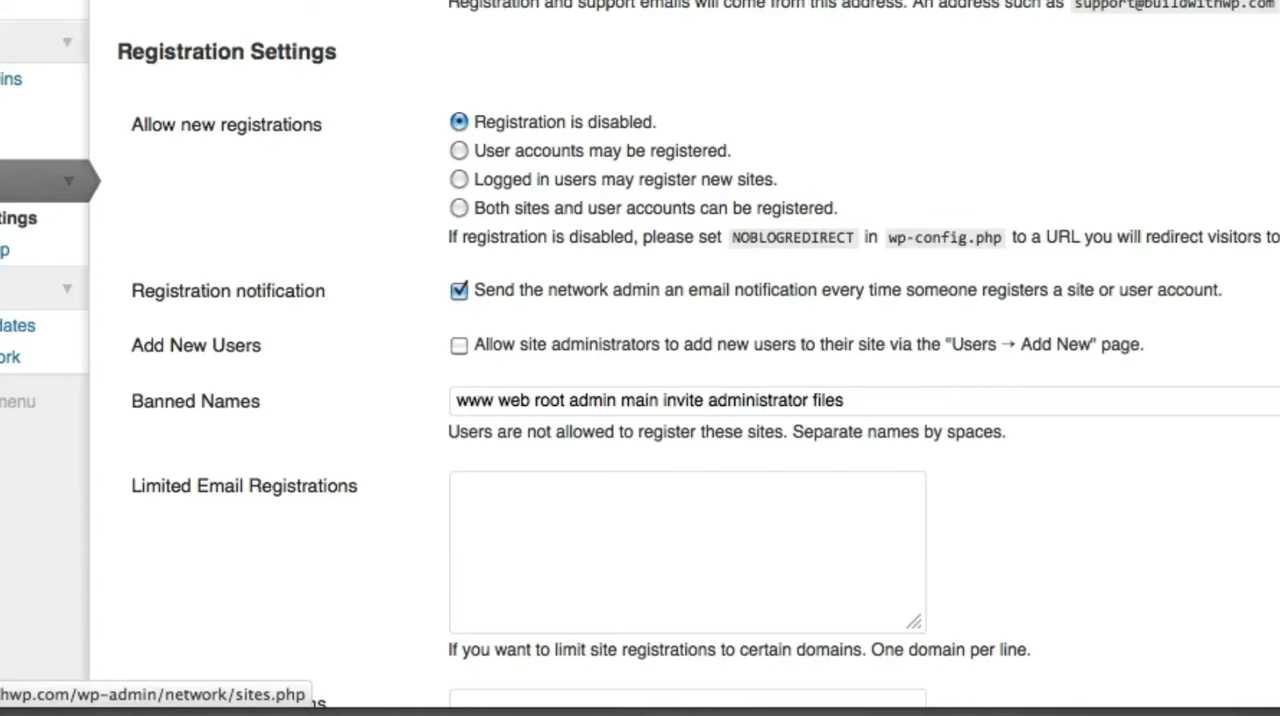 Registration and support emails will come from this address. An address such as support@buildwithwp.com
Registration Settings
ins
Allow new registrations
Registration is disabled.
User accounts may be registered.
Logged in users may register new sites.
Both sites and user accounts can be registered.
tings
If registration is disabled, please set NOBLOGREDIRECT in wp-config.php to a URL you will redirect visitors to
p
Registration notification
Send the network admin an email notification every time someone registers a site or user account.
dates
Add New Users
Allow site administrators to add new users to their site via the "Users → Add New" page.
ork
Banned Names
www web root admin main invite administrator files
menu
Users are not allowed to register these sites. Separate names by spaces.
Limited Email Registrations
If you want to limit site registrations to certain domains. One domain per line.
hwp.com/wp-admin/network/sites.php
ns